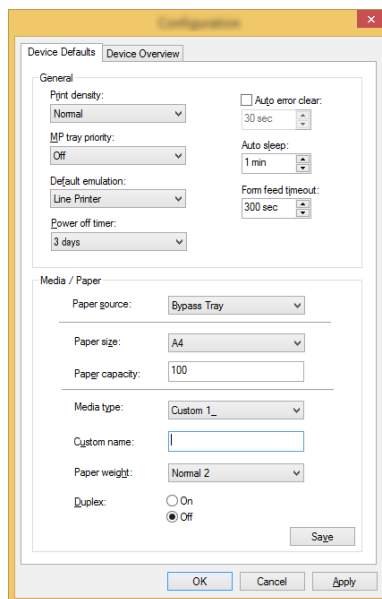 Configuration
Device Defaults
Device Overview
General
Print density:
Normal
Auto error clear:
30 sec
MP tray priority:
Off
Auto sleep:
1 min
Default emulation:
Line Printer
Form feed timeout:
300 sec
Power off timer:
3 days
Media / Paper
Paper source:
Bypass Tray
Paper size:
A4
Paper capacity:
100
Media type:
Custom 1_
Custom name:
Paper weight:
Normal 2
Duplex:
On
Off
Save
OK
Cancel
Apply